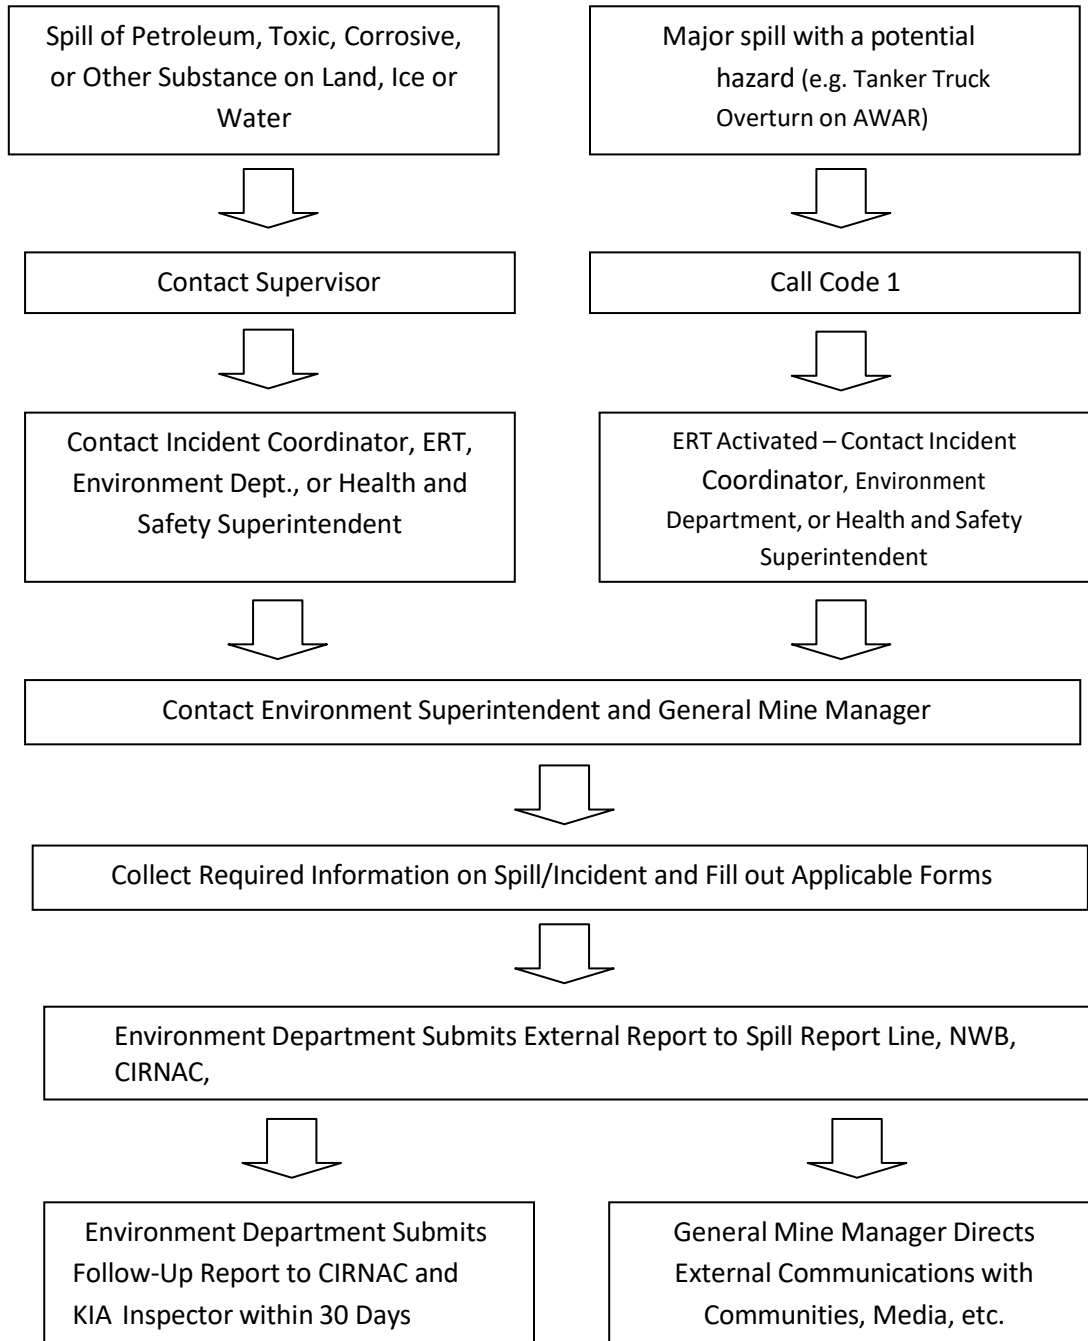 Spill of Petroleum, Toxic, Corrosive,
or Other Substance on Land, Ice or
Water
Major spill with a potential
hazard (e.g. Tanker Truck
Overturn on AWAR)
Contact Supervisor
Call Code 1
Contact Incident Coordinator, ERT,
Environment Dept., or Health and
Safety Superintendent
ERT Activated – Contact Incident
Coordinator, Environment
Department, or Health and Safety
Superintendent
Contact Environment Superintendent and General Mine Manager
Collect Required Information on Spill/Incident and Fill out Applicable Forms
Environment Department Submits External Report to Spill Report Line, NWB,
CIRNAC,
Environment Department Submits
Follow-Up Report to CIRNAC and
KIA Inspector within 30 Days
General Mine Manager Directs
External Communications with
Communities, Media, etc.